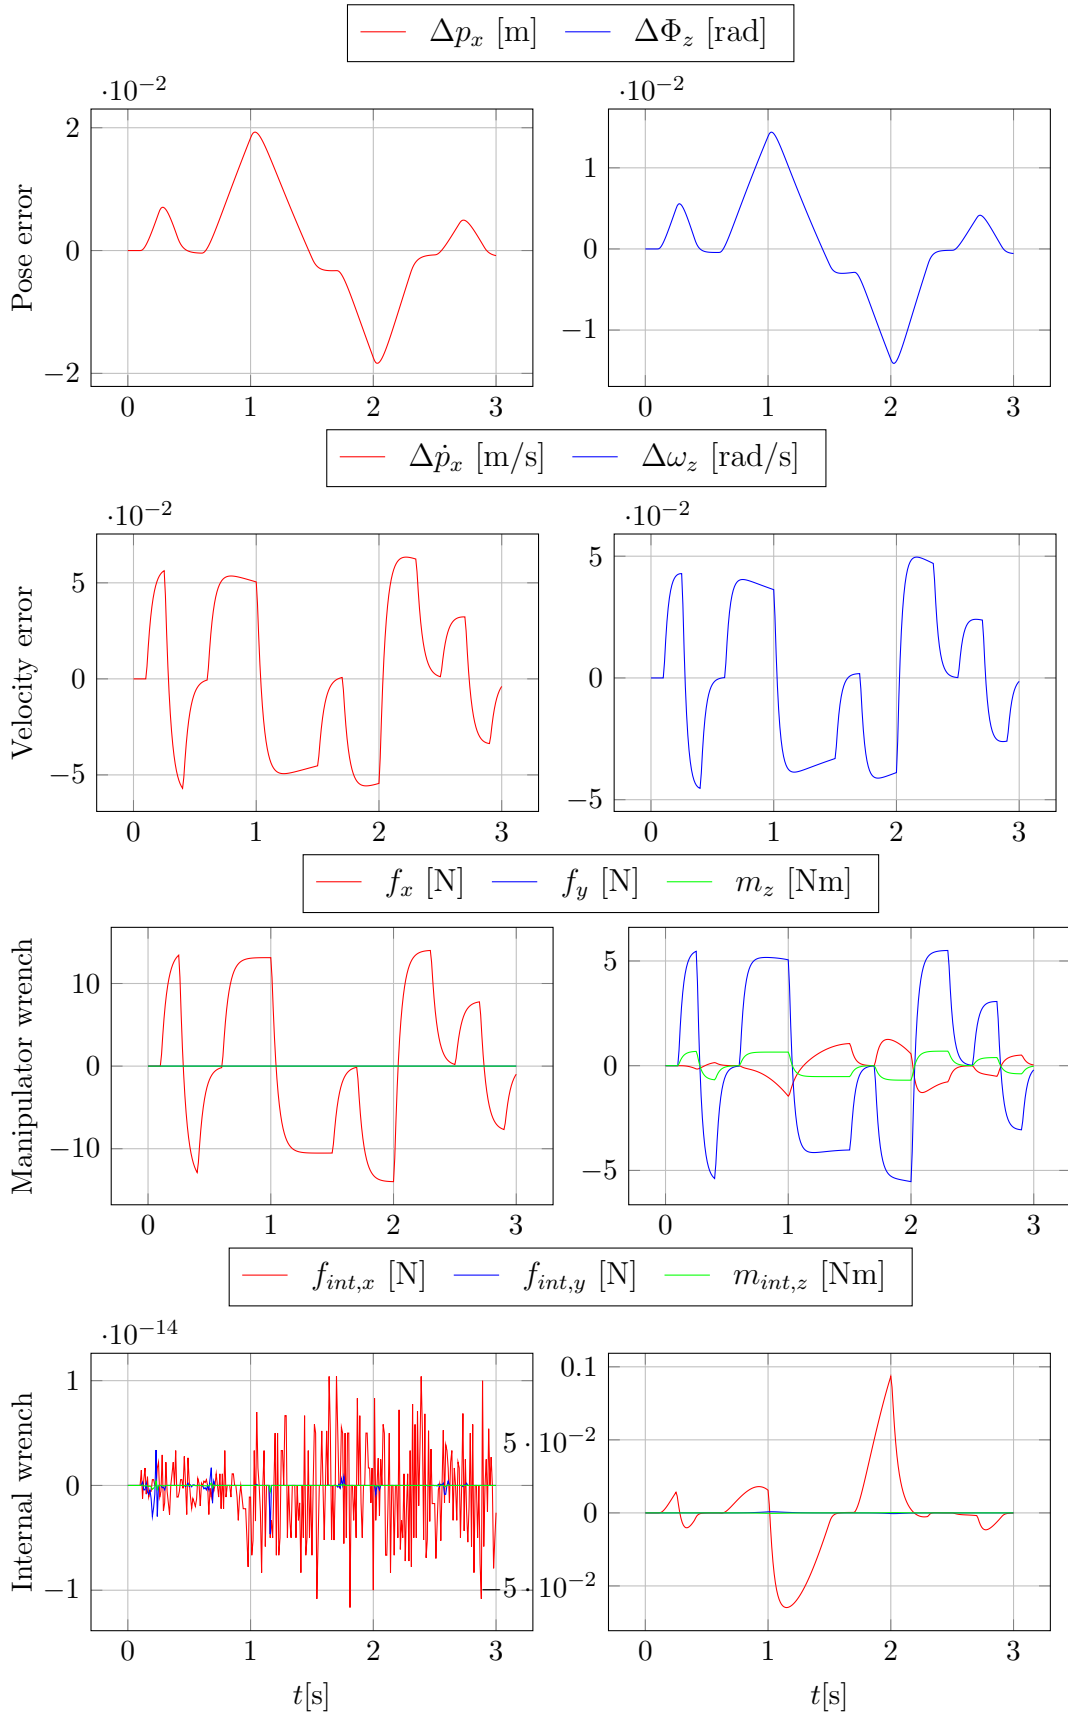 Δp_x [m] ΔΦ_z [rad]
·10⁻² ·10⁻²
Pose error
2
0
−2
0 1 2 3
1
0
−1
0 1 2 3
Δṗ_x [m/s] Δω_z [rad/s]
·10⁻² ·10⁻²
Velocity error
5
0
−5
0 1 2 3
5
0
−5
0 1 2 3
f_x [N] f_y [N] m_z [Nm]
Manipulator wrench
10
0
−10
0 1 2 3
5
0
−5
0 1 2 3
f_int,x [N] f_int,y [N] m_int,z [Nm]
·10⁻¹⁴
Internal wrench
1
0
−1
0 1 2 3
t[s]
0.1
5·10⁻²
0
−5·10⁻²
0 1 2 3
t[s]